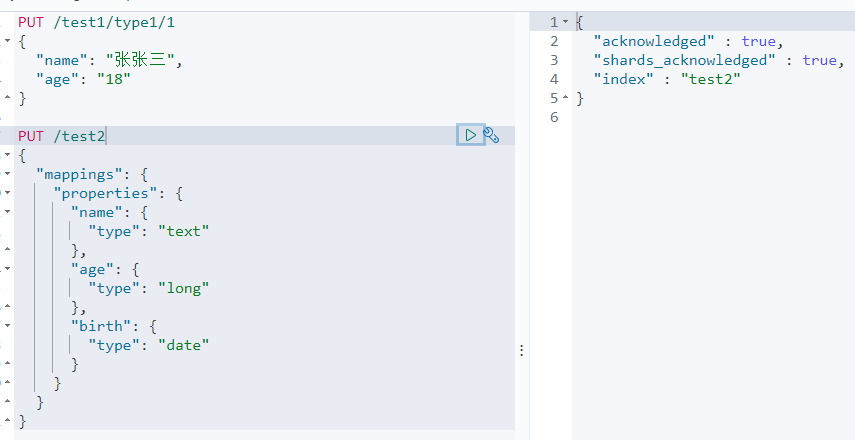 PUT /test1/type1/1
{
"name": "张张三",
"age": "18"
}
PUT /test2
{
"mappings": {
"properties": {
"name": {
"type": "text"
},
"age": {
"type": "long"
},
"birth": {
"type": "date"
}
}
}
}
1 {
2 "acknowledged" : true,
3 "shards_acknowledged" : true,
4 "index" : "test2"
5 }
6